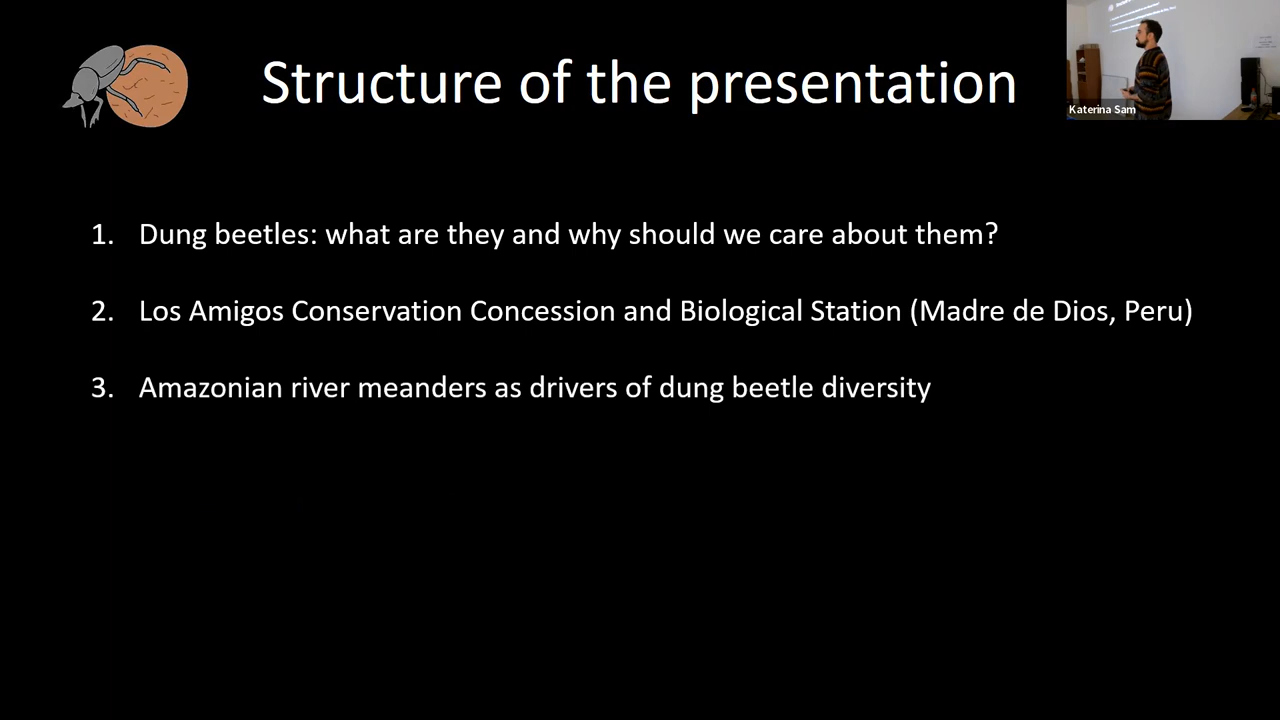 Structure of the presentation
Katerina Sam
1. Dung beetles: what are they and why should we care about them?
2. Los Amigos Conservation Concession and Biological Station (Madre de Dios, Peru)
3. Amazonian river meanders as drivers of dung beetle diversity